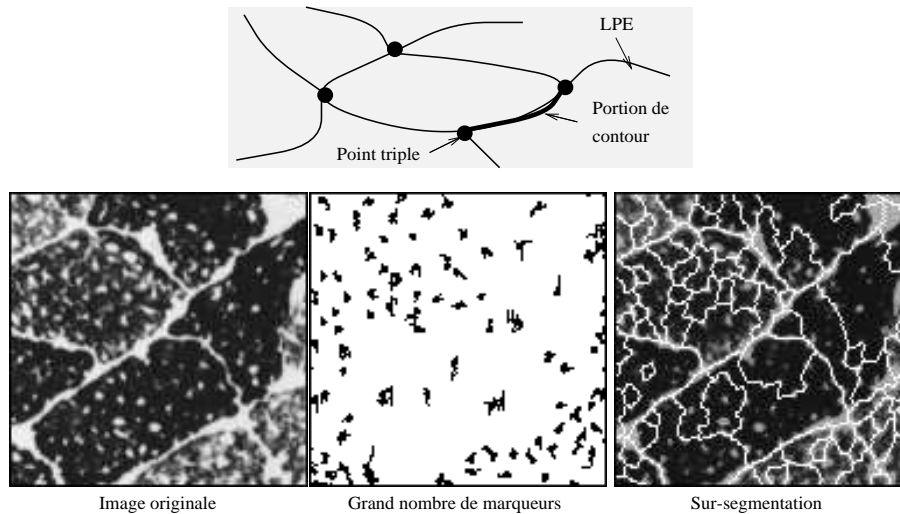 LPE
Portion de
contour
Point triple
Image originale
Grand nombre de marqueurs
Sur-segmentation